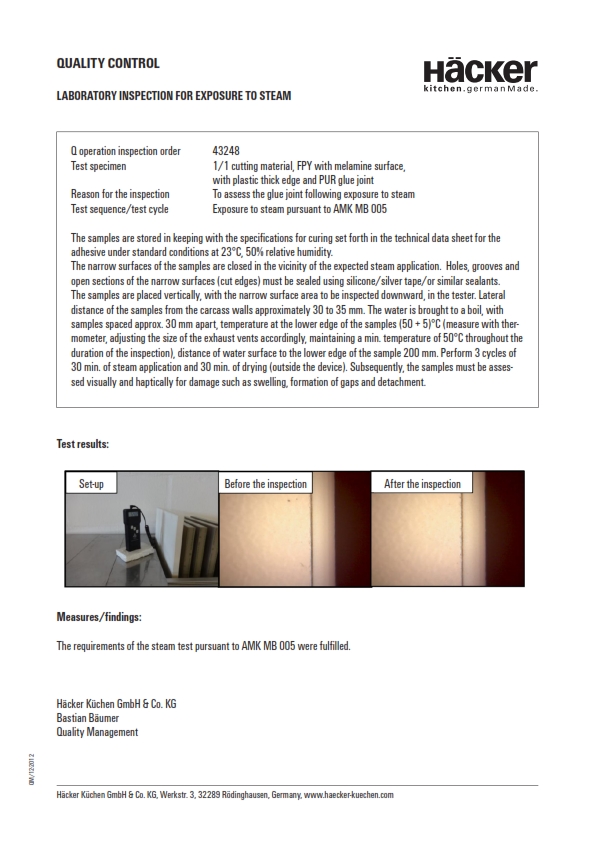 QUALITY CONTROL
HÄCKER
kitchen.germanMade.
LABORATORY INSPECTION FOR EXPOSURE TO STEAM
Q operation inspection order 43248
Test specimen 1/1 cutting material, FPY with melamine surface,
with plastic thick edge and PUR glue joint
Reason for the inspection To assess the glue joint following exposure to steam
Test sequence/test cycle Exposure to steam pursuant to AMK MB 005
The samples are stored in keeping with the specifications for curing set forth in the technical data sheet for the
adhesive under standard conditions at 23°C, 50% relative humidity.
The narrow surfaces of the samples are closed in the vicinity of the expected steam application. Holes, grooves and
open sections of the narrow surfaces (cut edges) must be sealed using silicone/silver tape/or similar sealants.
The samples are placed vertically, with the narrow surface area to be inspected downward, in the tester. Lateral
distance of the samples from the carcass walls approximately 30 to 35 mm. The water is brought to a boil, with
samples spaced approx. 30 mm apart, temperature at the lower edge of the samples (50 + 5)°C (measure with ther-
mometer, adjusting the size of the exhaust vents accordingly, maintaining a min. temperature of 50°C throughout the
duration of the inspection), distance of water surface to the lower edge of the sample 200 mm. Perform 3 cycles of
30 min. of steam application and 30 min. of drying (outside the device). Subsequently, the samples must be asses-
sed visually and haptically for damage such as swelling, formation of gaps and detachment.
Test results:
Set-up
Before the inspection
After the inspection
Measures/findings:
The requirements of the steam test pursuant to AMK MB 005 were fulfilled.
Häcker Küchen GmbH & Co. KG
Bastian Bäumer
Quality Management
QM/12-2012
Häcker Küchen GmbH & Co. KG, Werkstr. 3, 32289 Rödinghausen, Germany, www.haecker-kuechen.com